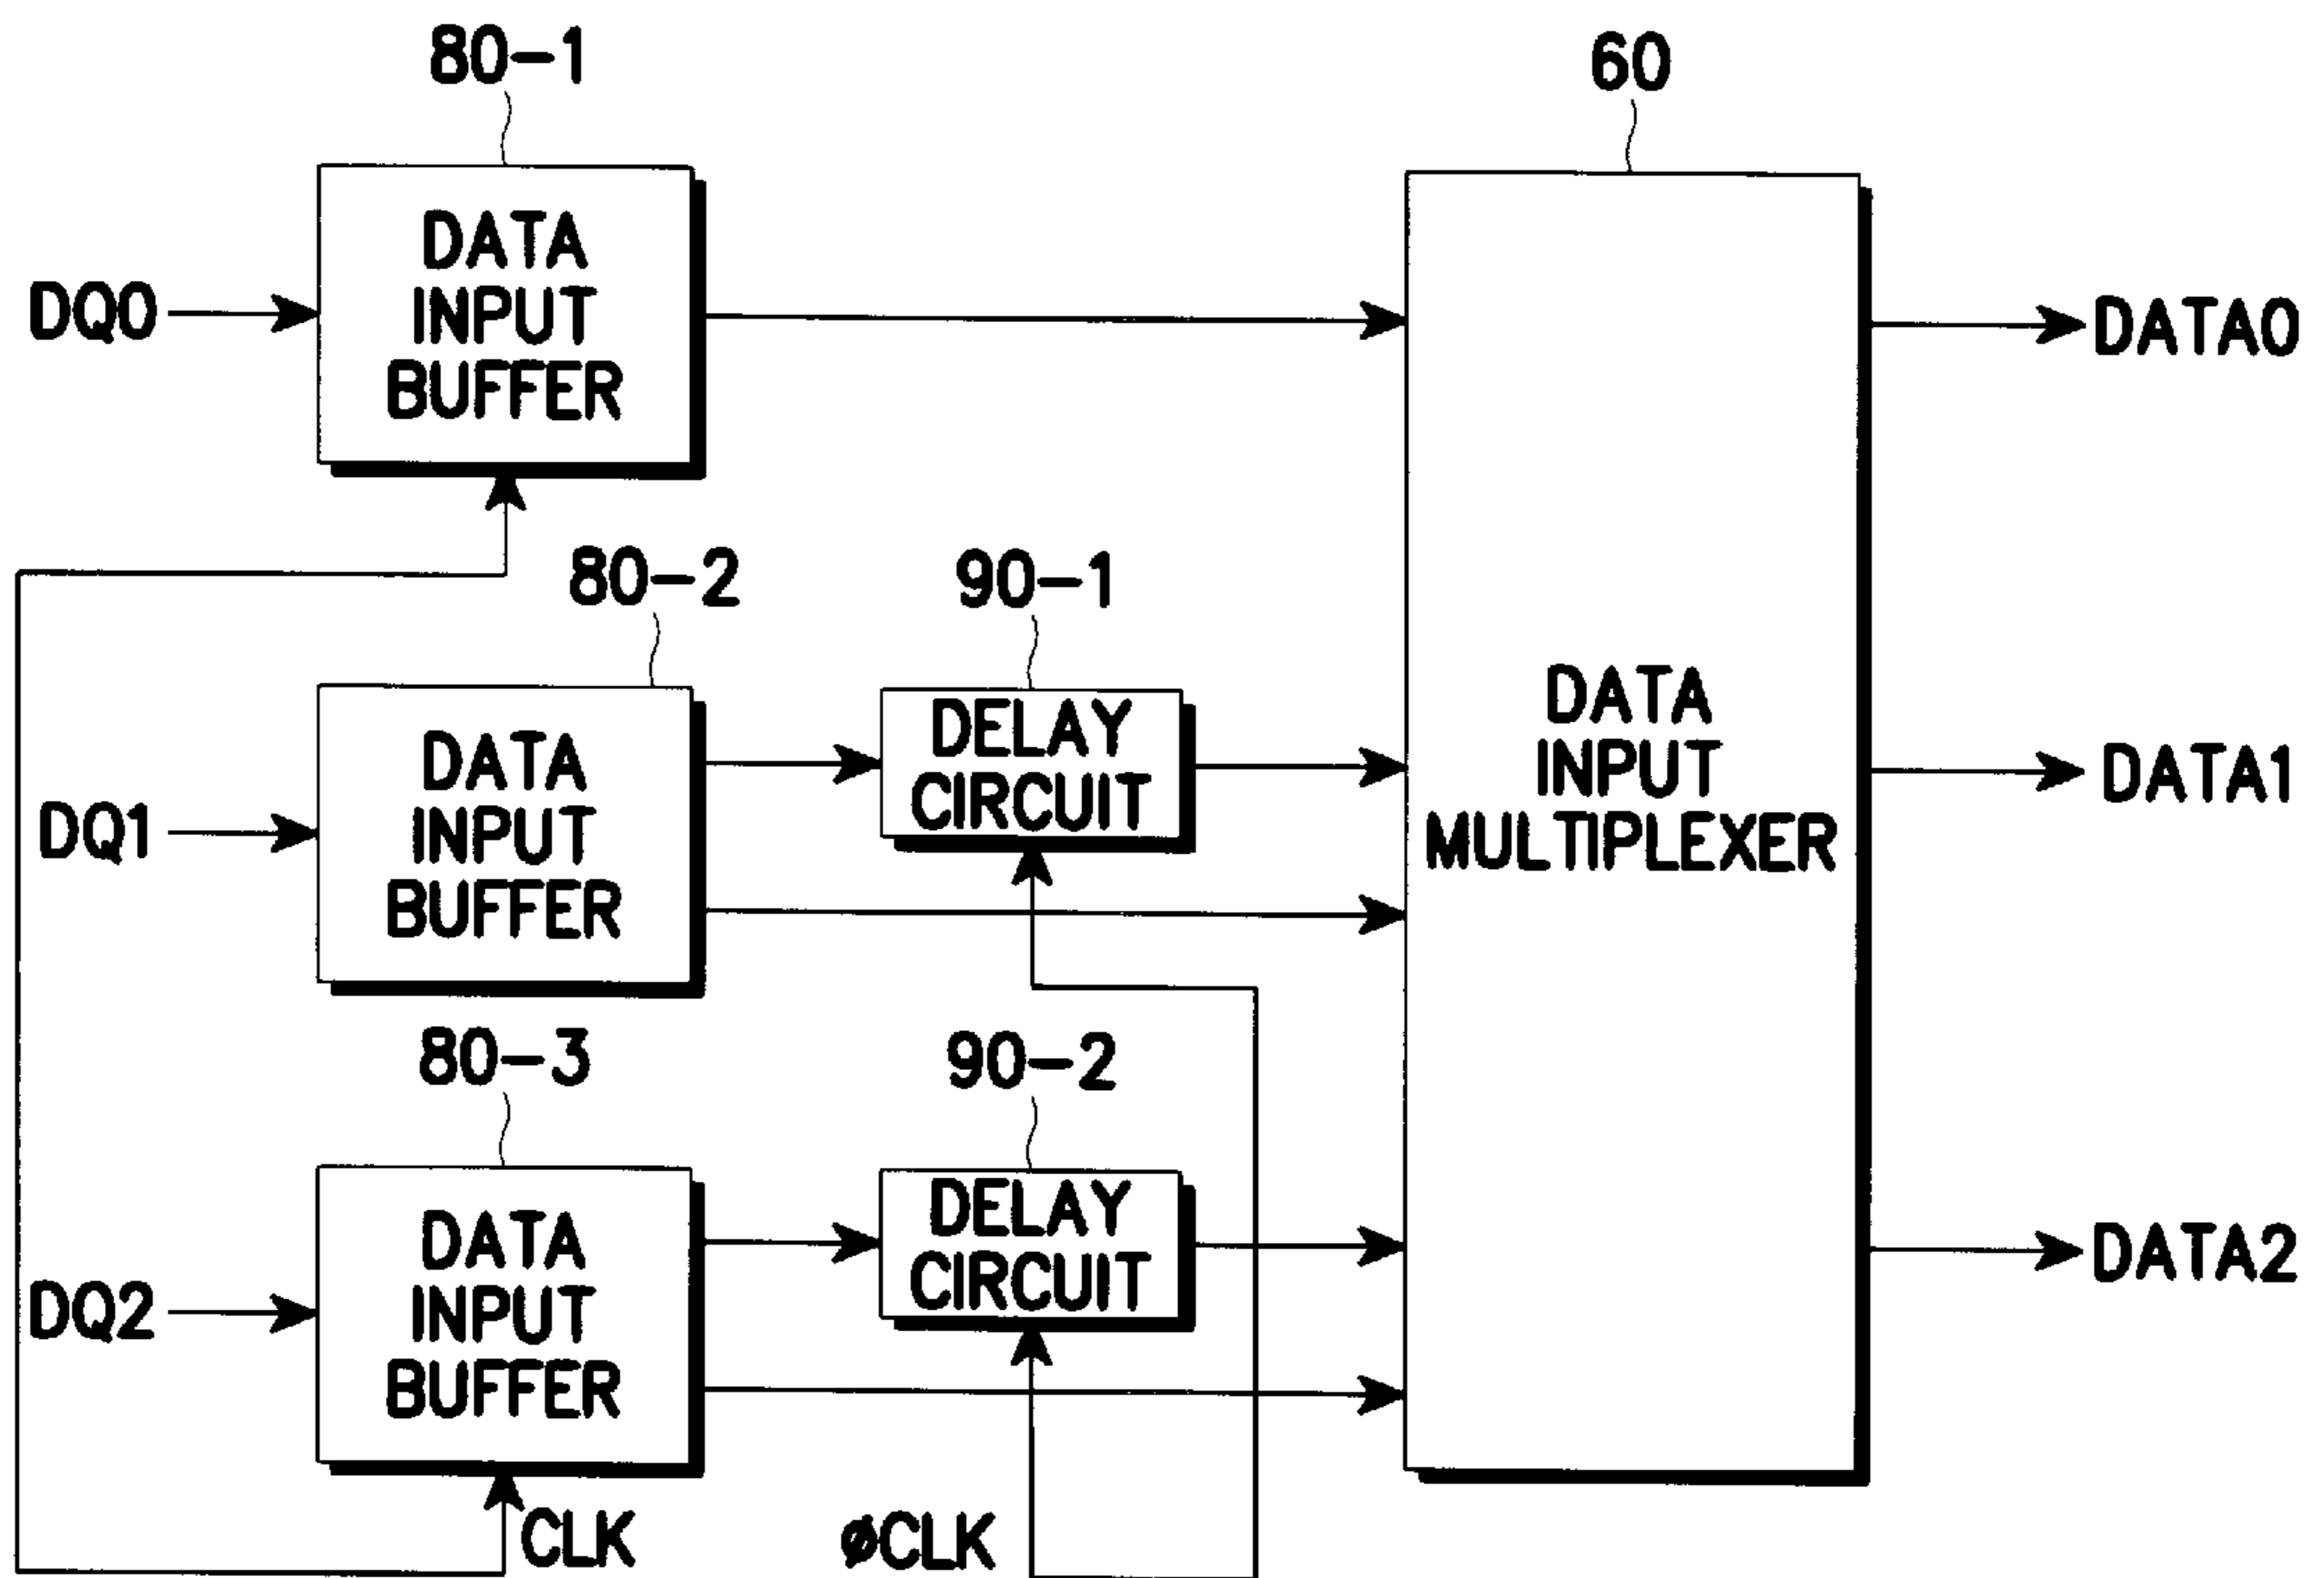 80-1
60
DATA
INPUT
BUFFER
DQ0
DATA0
80-2
90-1
DATA
INPUT
BUFFER
DELAY
CIRCUIT
DATA
INPUT
MULTIPLEXER
DQ1
DATA1
80-3
90-2
DATA
INPUT
BUFFER
DELAY
CIRCUIT
DQ2
DATA2
CLK
øCLK